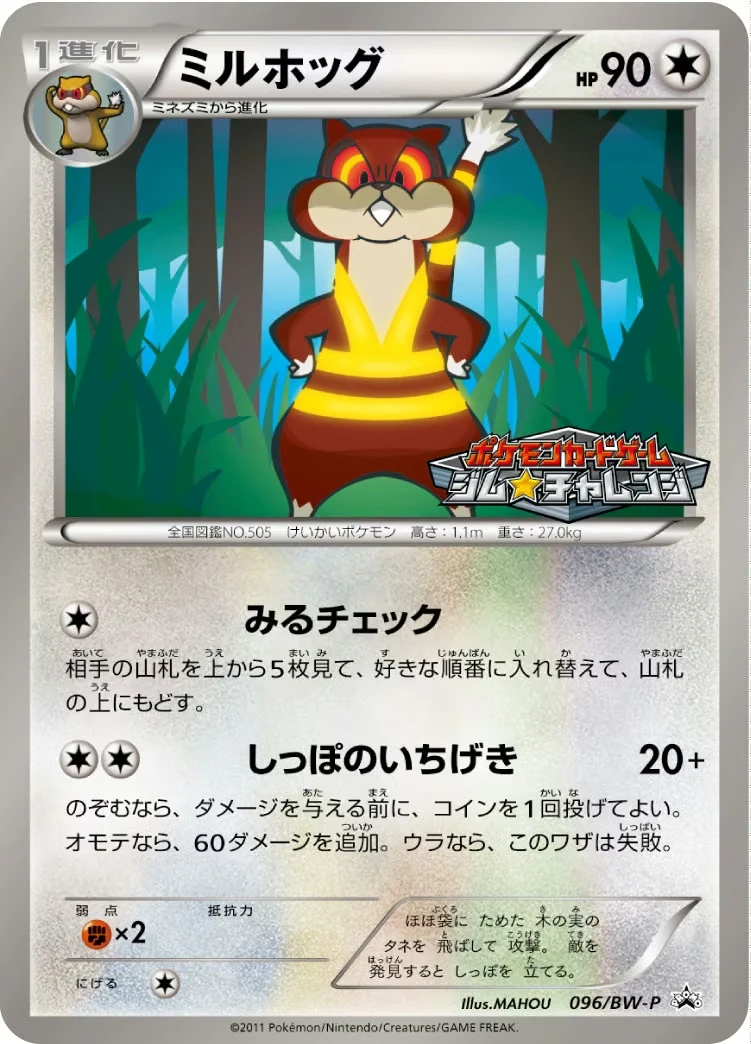 1進化
ミルホッグ
HP90
ミネズミから進化
ポケモンカードゲーム
ジム★チャレンジ
全国図鑑NO.505 けいかいポケモン 高さ：1.1m 重さ：27.0kg
みるチェック
相手の山札を上から5枚見て、好きな順番に入れ替えて、山札
の上にもどす。
しっぽのいちげき 20+
のぞむなら、ダメージを与える前に、コインを1回投げてよい。
オモテなら、60ダメージを追加。ウラなら、このワザは失敗。
弱点 抵抗力
×2
にげる
ほほ袋に ためた 木の実の
タネを 飛ばして 攻撃。敵を
発見すると しっぽを 立てる。
Illus.MAHOU 096/BW-P
©2011 Pokémon/Nintendo/Creatures/GAME FREAK.